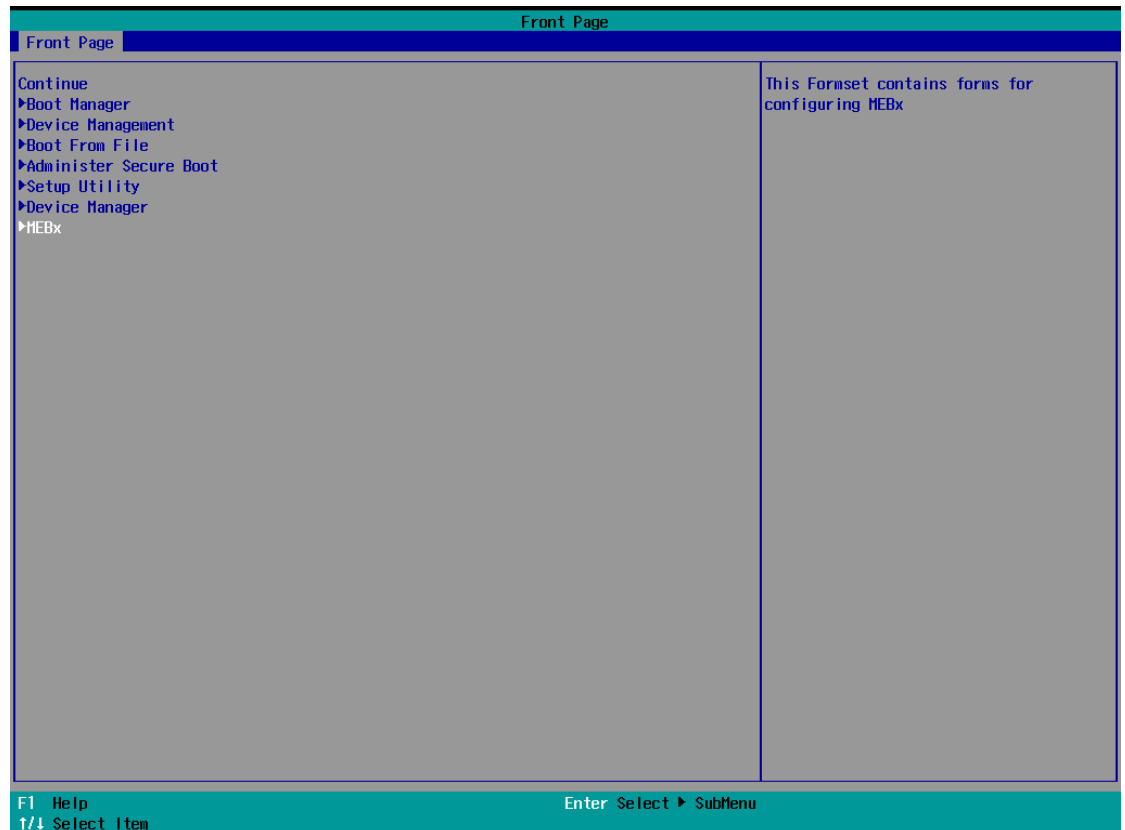 Front Page
Front Page
Continue
▶Boot Manager
▶Device Management
▶Boot From File
▶Administer Secure Boot
▶Setup Utility
▶Device Manager
▶MEBx
This Formset contains forms for
configuring MEBx
F1 Help
Enter Select ▶ SubMenu
↑/↓ Select Item